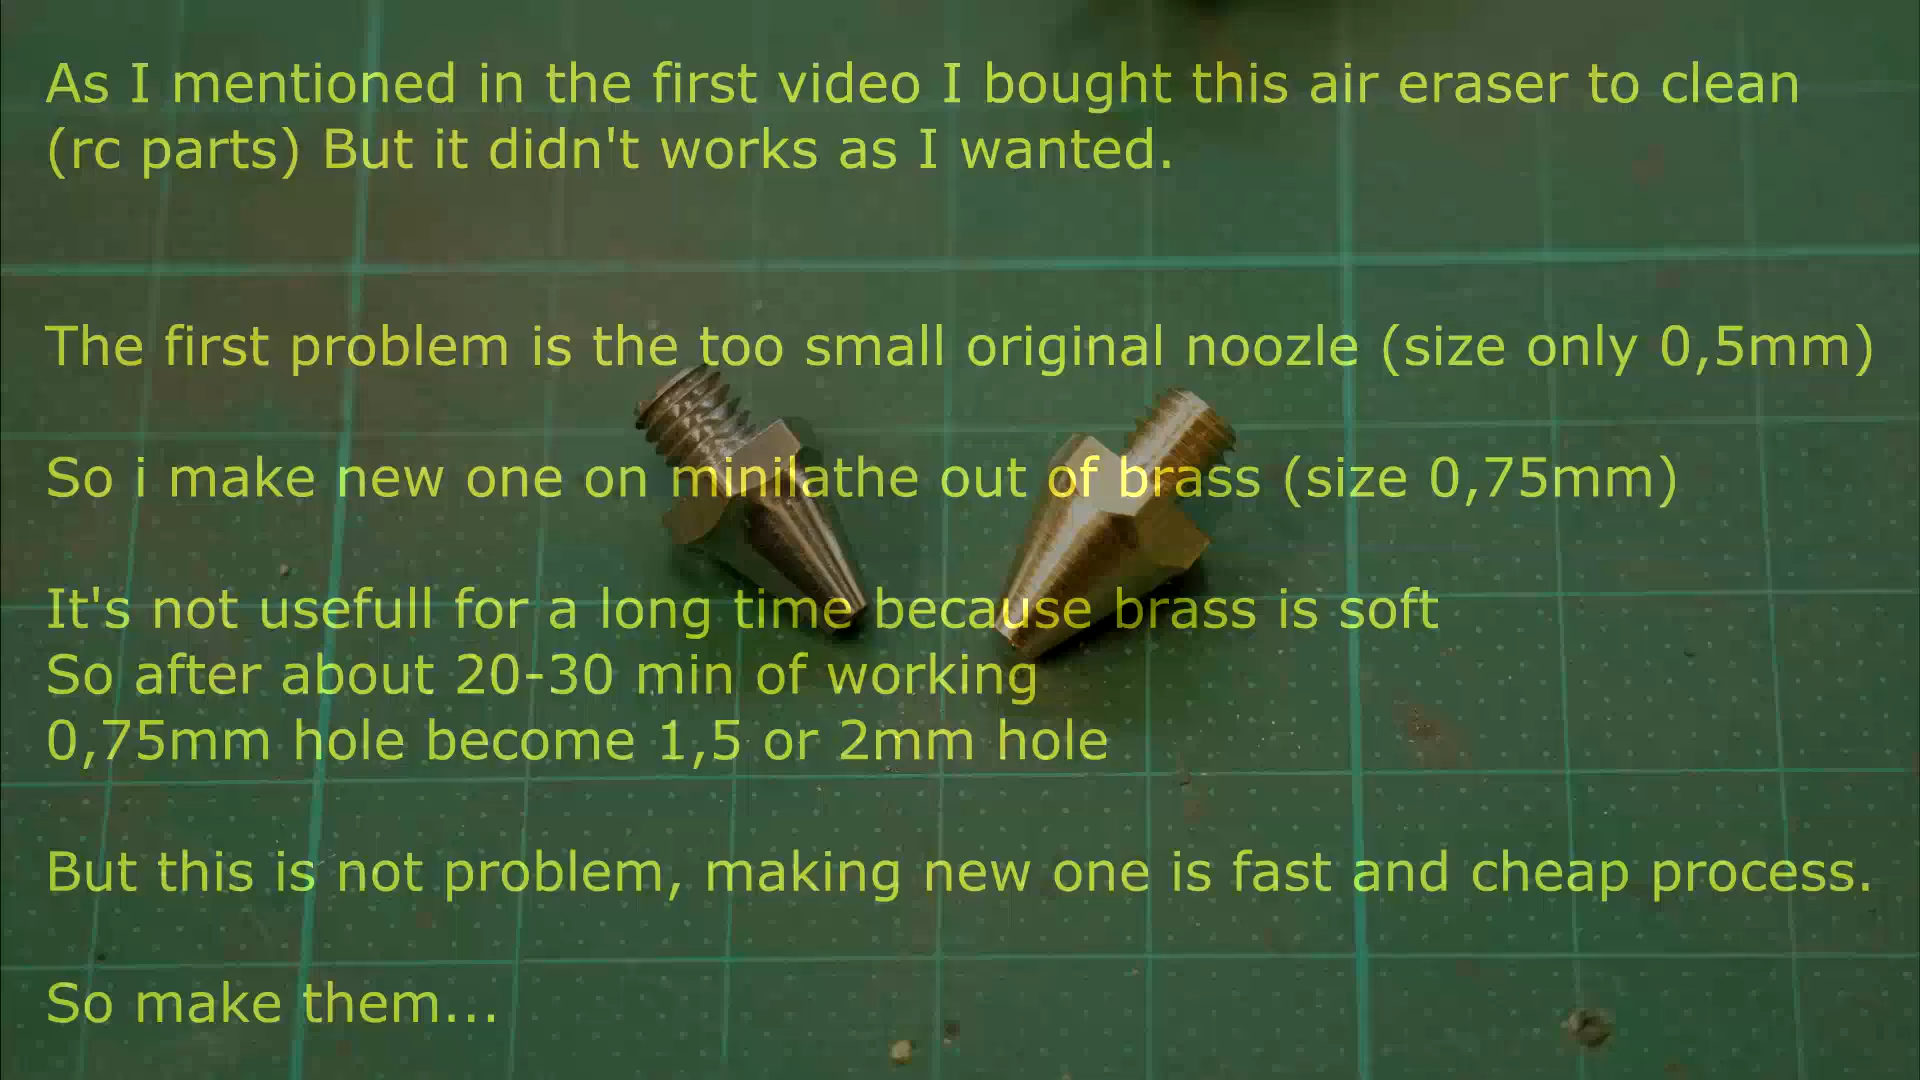 As I mentioned in the first video I bought this air eraser to clean
(rc parts) But it didn't works as I wanted.
The first problem is the too small original noozle (size only 0,5mm)
So i make new one on minilathe out of brass (size 0,75mm)
It's not usefull for a long time because brass is soft
So after about 20-30 min of working
0,75mm hole become 1,5 or 2mm hole
But this is not problem, making new one is fast and cheap process.
So make them...